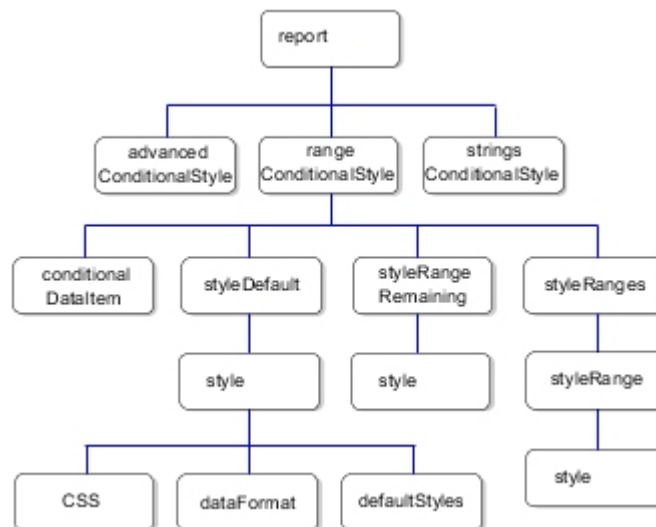 report
advanced
ConditionalStyle
range
ConditionalStyle
strings
ConditionalStyle
conditional
DataItem
styleDefault
styleRange
Remaining
styleRanges
style
style
styleRange
CSS
dataFormat
defaultStyles
style